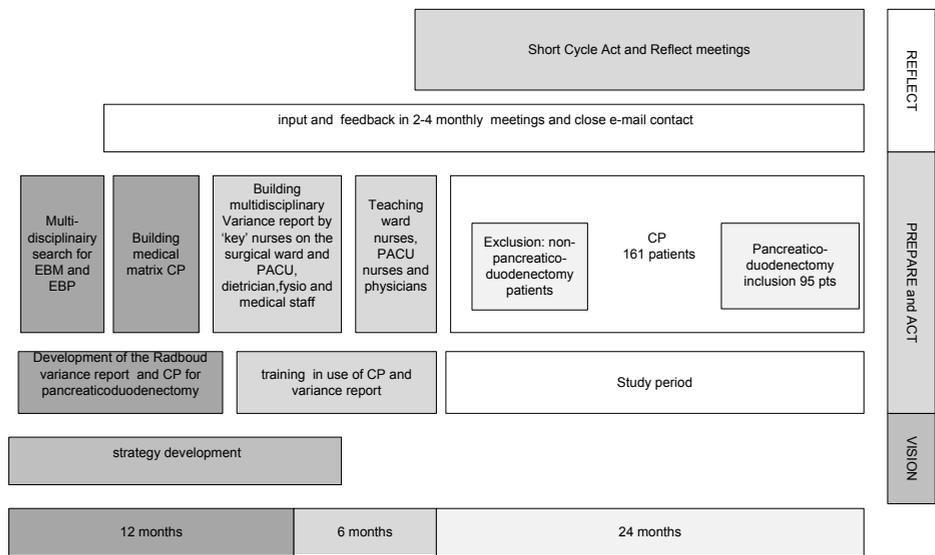 Short Cycle Act and Reflect meetings
REFLECT
input and feedback in 2-4 monthly meetings and close e-mail contact
Multi-
disciplinairy
search for
EBM and
EBP
Building
medical
matrix CP
Building
multidisciplinary
Variance report by
‘key’ nurses on the
surgical ward and
PACU,
dietrician,fysio and
medical staff
Teaching
ward
nurses,
PACU
nurses and
physicians
Exclusion: non-
pancreatico-
duodenectomy
patients
CP
161 patients
Pancreatico-
duodenectomy
inclusion 95 pts
PREPARE and ACT
Development of the Radboud
variance report and CP for
pancreaticoduodenectomy
training in use of CP and
variance report
Study period
strategy development
VISION
12 months
6 months
24 months